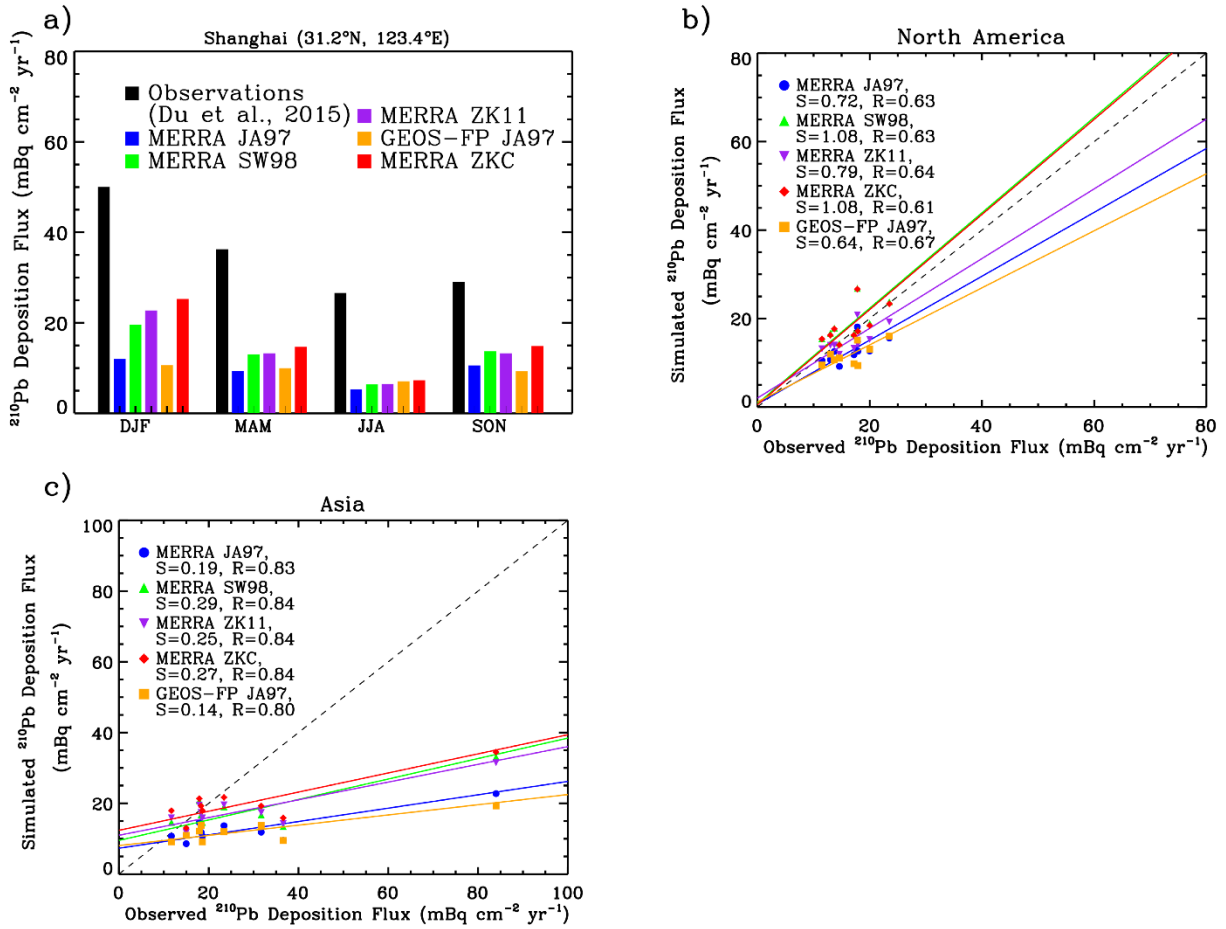 a)
Shanghai (31.2°N, 123.4°E)
²¹⁰Pb Deposition Flux (mBq cm⁻² yr⁻¹)
80
60
40
20
0
Observations
(Du et al., 2015)
MERRA JA97
MERRA SW98
MERRA ZK11
GEOS−FP JA97
MERRA ZKC
DJF
MAM
JJA
SON
b)
North America
Simulated ²¹⁰Pb Deposition Flux
(mBq cm⁻² yr⁻¹)
80
60
40
20
0
MERRA JA97,
S=0.72, R=0.63
MERRA SW98,
S=1.08, R=0.63
MERRA ZK11,
S=0.79, R=0.64
MERRA ZKC,
S=1.08, R=0.61
GEOS−FP JA97,
S=0.64, R=0.67
0 20 40 60 80
Observed ²¹⁰Pb Deposition Flux (mBq cm⁻² yr⁻¹)
c)
Asia
Simulated ²¹⁰Pb Deposition Flux
(mBq cm⁻² yr⁻¹)
100
80
60
40
20
0
MERRA JA97,
S=0.19, R=0.83
MERRA SW98,
S=0.29, R=0.84
MERRA ZK11,
S=0.25, R=0.84
MERRA ZKC,
S=0.27, R=0.84
GEOS−FP JA97,
S=0.14, R=0.80
0 20 40 60 80 100
Observed ²¹⁰Pb Deposition Flux (mBq cm⁻² yr⁻¹)